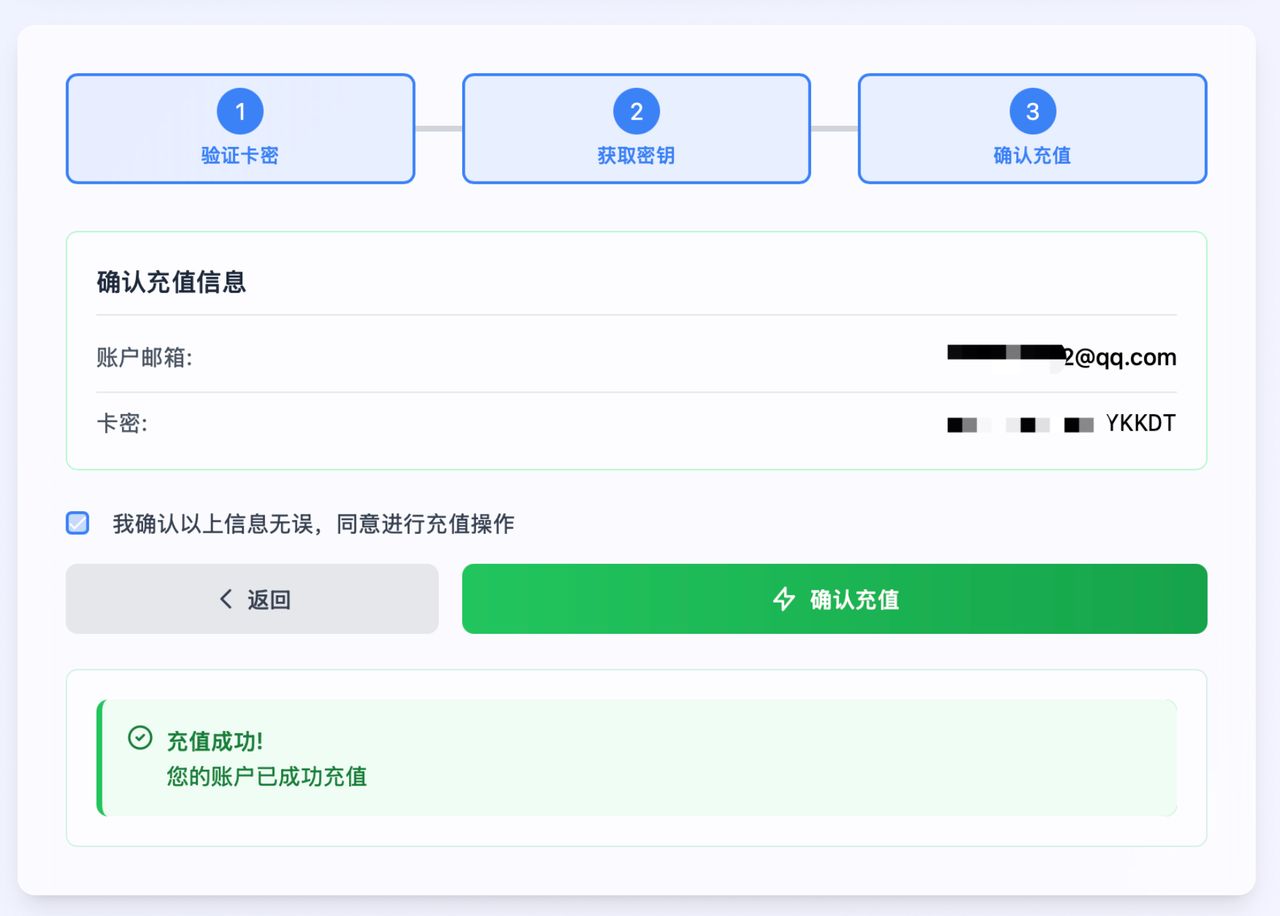 1
验证卡密
2
获取密钥
3
确认充值
确认充值信息
账户邮箱:
2@qq.com
卡密:
YKKDT
我确认以上信息无误，同意进行充值操作
返回
确认充值
充值成功!
您的账户已成功充值